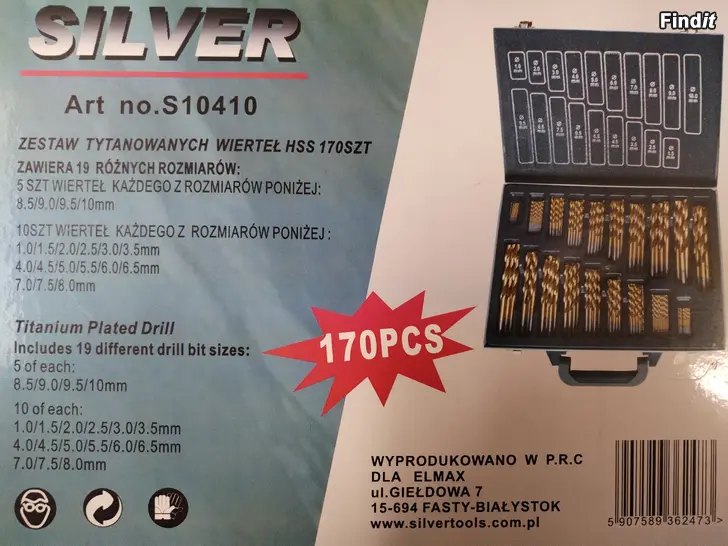 Findit
SILVER
Art no.S10410
ZESTAW TYTANOWANYCH WIERTEŁ HSS 170SZT
ZAWIERA 19 RÓŻNYCH ROZMIARÓW:
5 SZT WIERTEŁ KAŻDEGO Z ROZMIARÓW PONIŻEJ:
8.5/9.0/9.5/10mm
10SZT WIERTEŁ KAŻDEGO Z ROZMIARÓW PONIŻEJ :
1.0/1.5/2.0/2.5/3.0/3.5mm
4.0/4.5/5.0/5.5/6.0/6.5mm
7.0/7.5/8.0mm
Titanium Plated Drill
Includes 19 different drill bit sizes:
5 of each:
8.5/9.0/9.5/10mm
10 of each:
1.0/1.5/2.0/2.5/3.0/3.5mm
4.0/4.5/5.0/5.5/6.0/6.5mm
7.0/7.5/8.0mm
170PCS
WYPRODUKOWANO W P.R.C
DLA ELMAX
ul.GIEŁDOWA 7
15-694 FASTY-BIAŁYSTOK
www.silvertools.com.pl
5 907589 362473 >